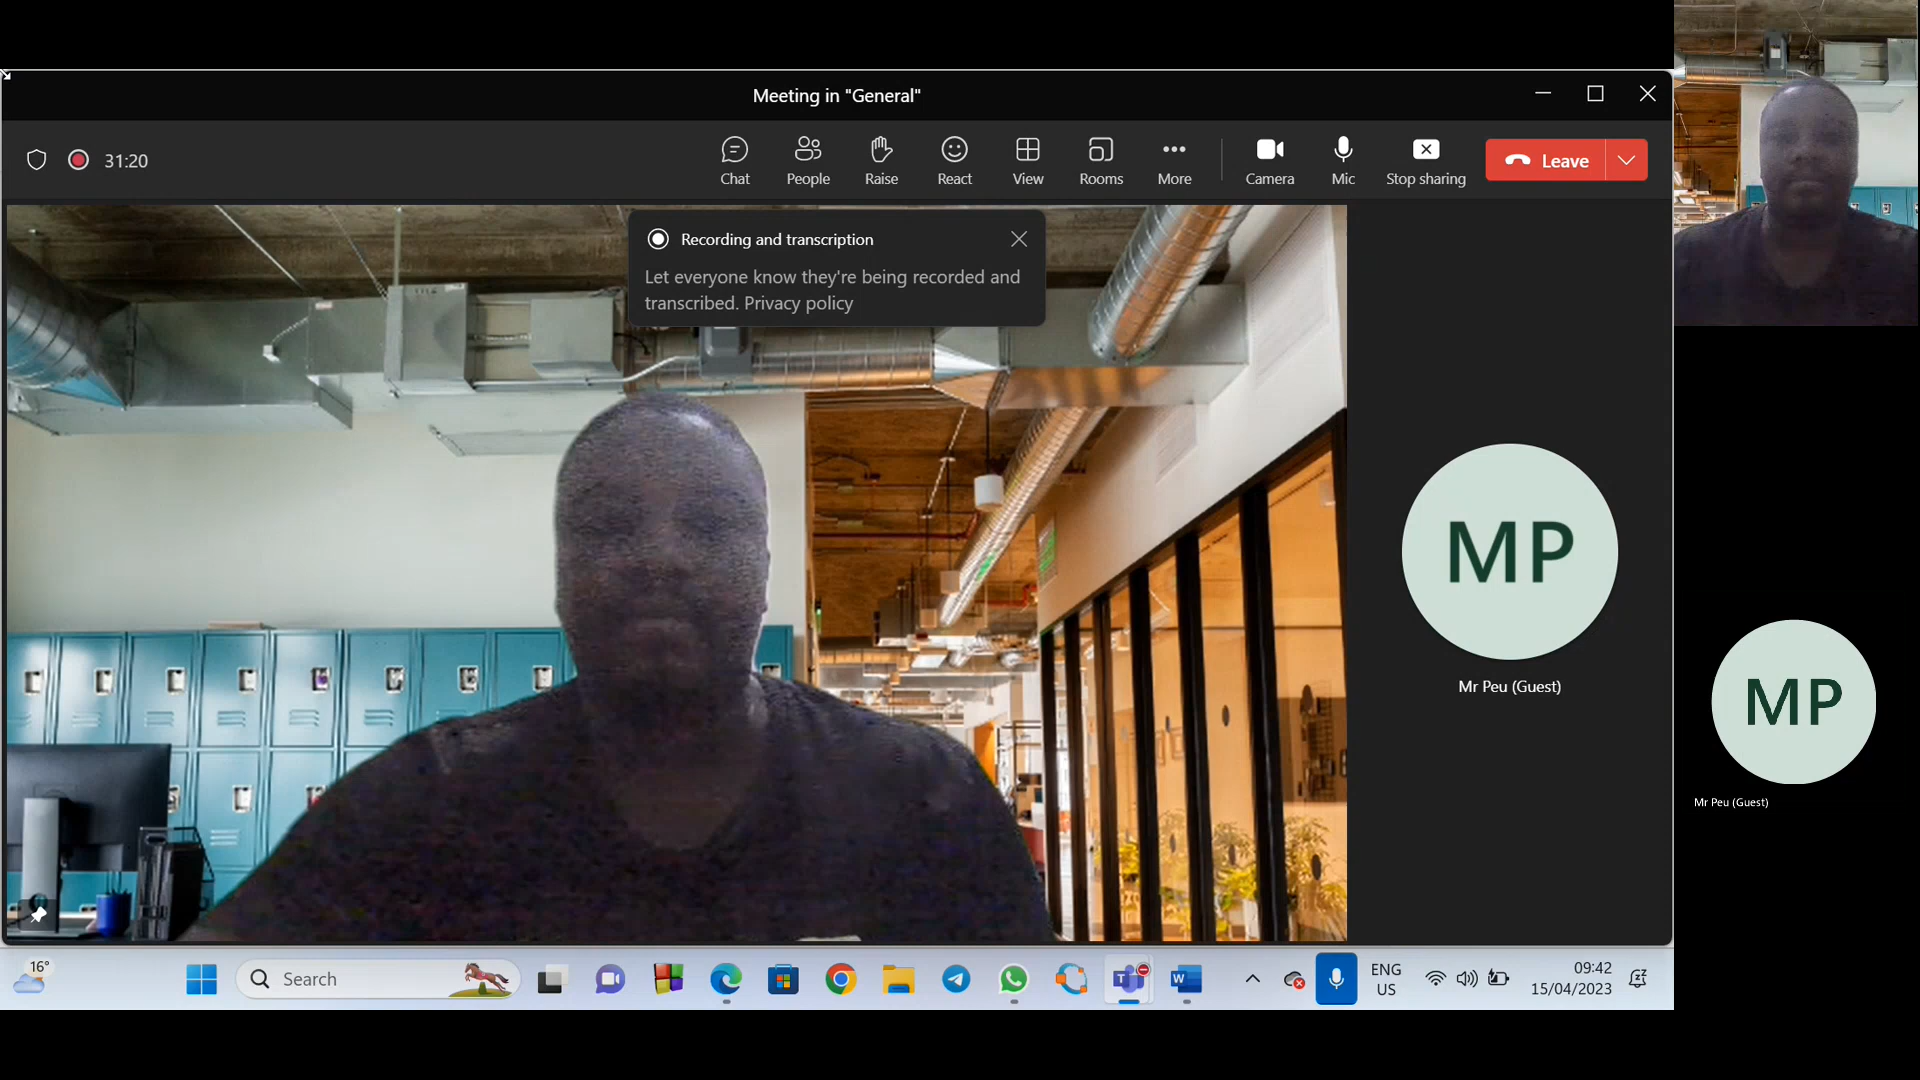 Meeting in "General"
31:20
Chat
People
Raise
React
View
Rooms
More
Camera
Mic
Stop sharing
Leave
Recording and transcription
Let everyone know they're being recorded and
transcribed. Privacy policy
MP
Mr Peu (Guest)
MP
Mr Peu (Guest)
16°
Search
ENG
US
09:42
15/04/2023